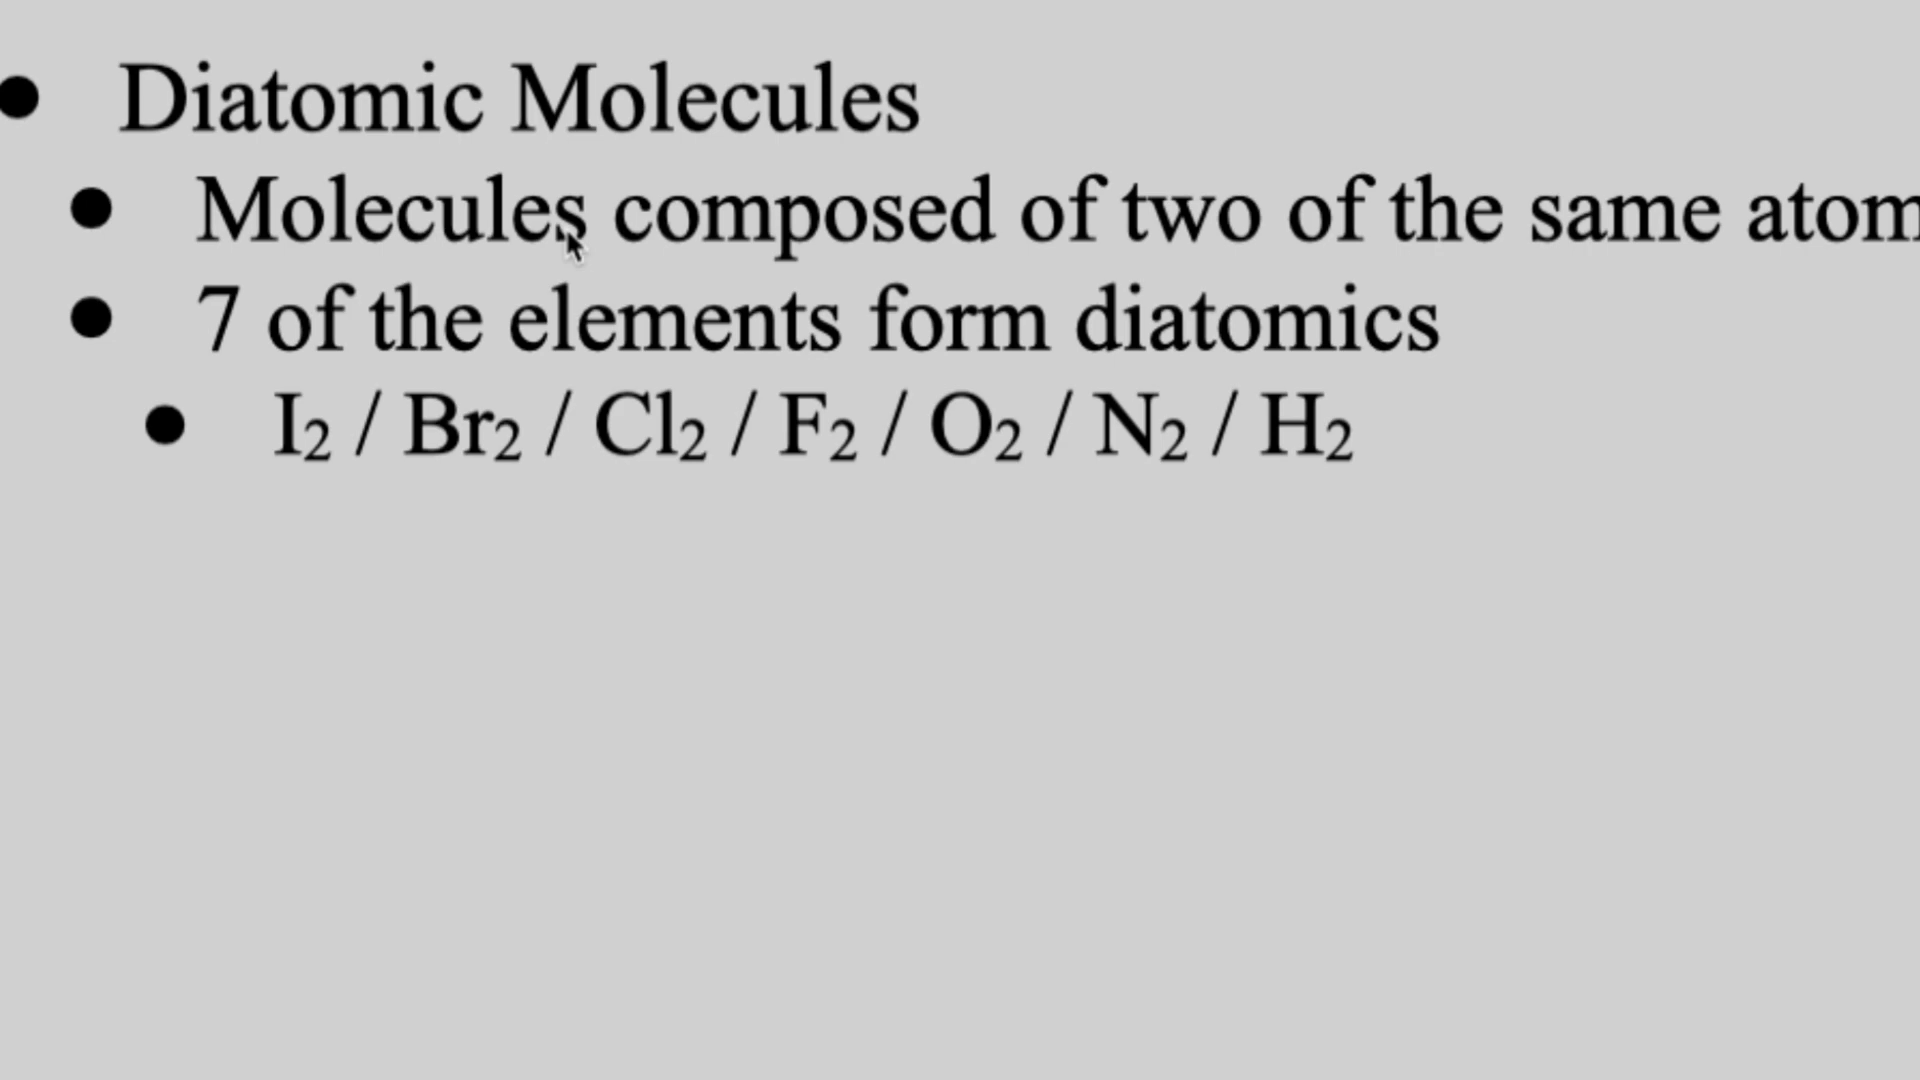 • Diatomic Molecules
• Molecules composed of two of the same atom
• 7 of the elements form diatomics
• I₂ / Br₂ / Cl₂ / F₂ / O₂ / N₂ / H₂